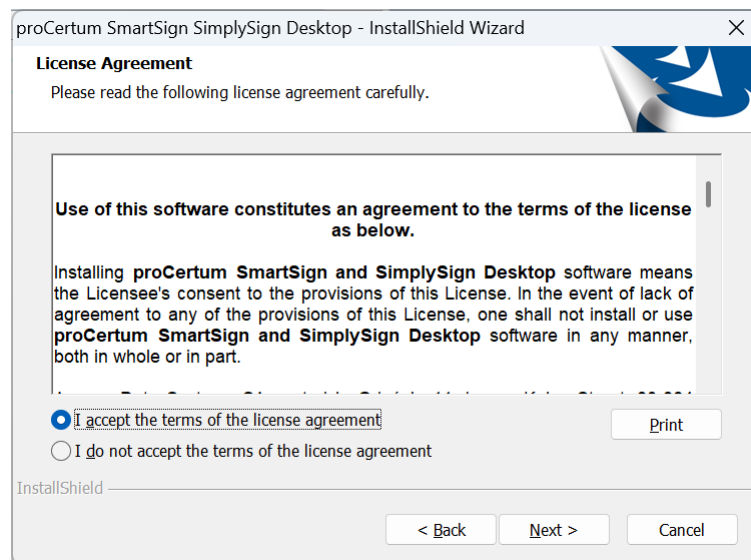 proCertum SmartSign SimplySign Desktop - InstallShield Wizard
License Agreement
Please read the following license agreement carefully.
Use of this software constitutes an agreement to the terms of the license
as below.
Installing proCertum SmartSign and SimplySign Desktop software means
the Licensee's consent to the provisions of this License. In the event of lack of
agreement to any of the provisions of this License, one shall not install or use
proCertum SmartSign and SimplySign Desktop software in any manner,
both in whole or in part.
I accept the terms of the license agreement
Print
I do not accept the terms of the license agreement
InstallShield
< Back
Next >
Cancel